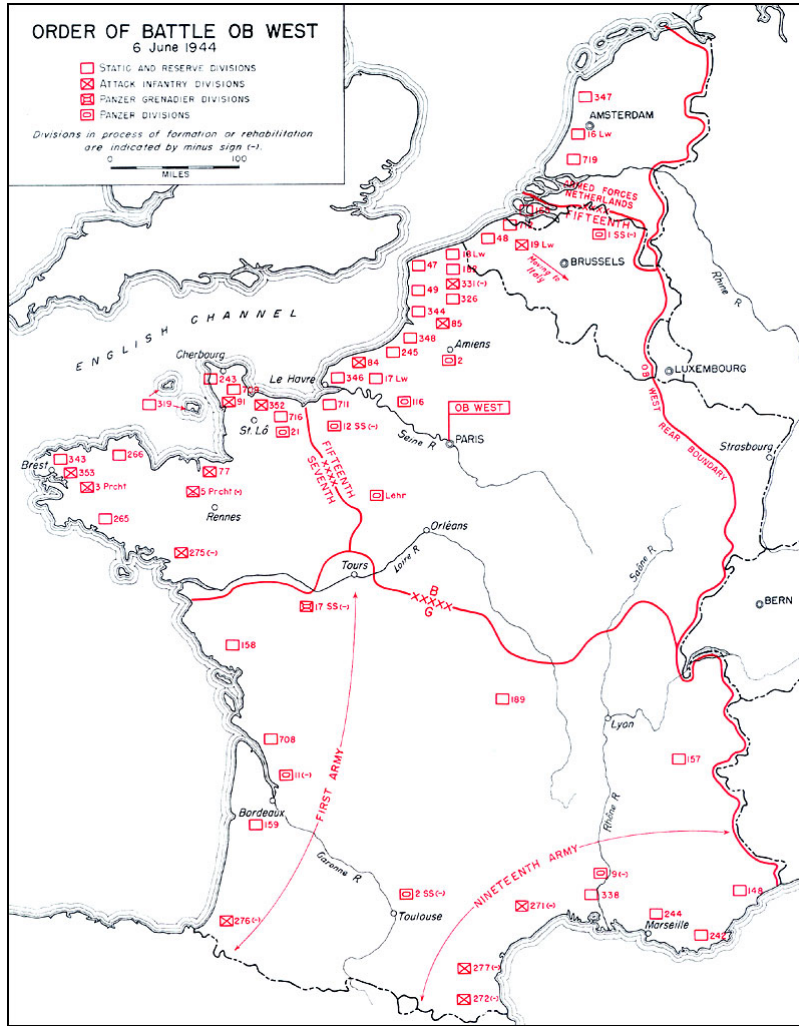 ORDER OF BATTLE OB WEST
6 June 1944
STATIC AND RESERVE DIVISIONS
ATTACK INFANTRY DIVISIONS
PANZER GRENADIER DIVISIONS
PANZER DIVISIONS
Divisions in process of formation or rehabilitation
are indicated by minus sign (-).
0 100
MILES
347
AMSTERDAM
16 Lw
719
ARMED FORCES
NETHERLANDS
XXXX
FIFTEENTH
165
712
48
19 Lw
1 SS (-)
Moving to
Italy
BRUSSELS
Rhine R
18 Lw
47
331 (-)
49
326
344
85
348
245
Amiens
2
84
346
17 Lw
116
ENGLISH CHANNEL
Cherbourg
243
709
Le Havre
319
91
352
716
711
St. Lô
21
12 SS (-)
Seine R
OB WEST
PARIS
LUXEMBOURG
OB WEST REAR BOUNDARY
Strasbourg
343
266
Brest
353
77
3 Prcht
5 Prcht (-)
Rennes
265
275 (-)
FIFTEENTH
XXXX
SEVENTH
Lehr
Orléans
Loire R
Tours
Saône R
B
XXXXX
G
BERN
17 SS (-)
158
189
Lyon
708
157
11 (-)
Bordeaux
159
FIRST ARMY
Garonne R
Rhône R
NINETEENTH ARMY
2 SS (-)
9 (-)
338
148
Toulouse
271 (-)
244
276 (-)
Marseille
242
277 (-)
272 (-)